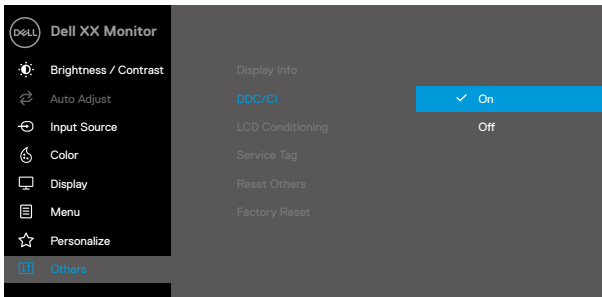 DELL
Dell XX Monitor
Brightness / Contrast
Auto Adjust
Input Source
Color
Display
Menu
Personalize
Others
Display Info
DDC/CI
LCD Conditioning
Service Tag
Reset Others
Factory Reset
On
Off